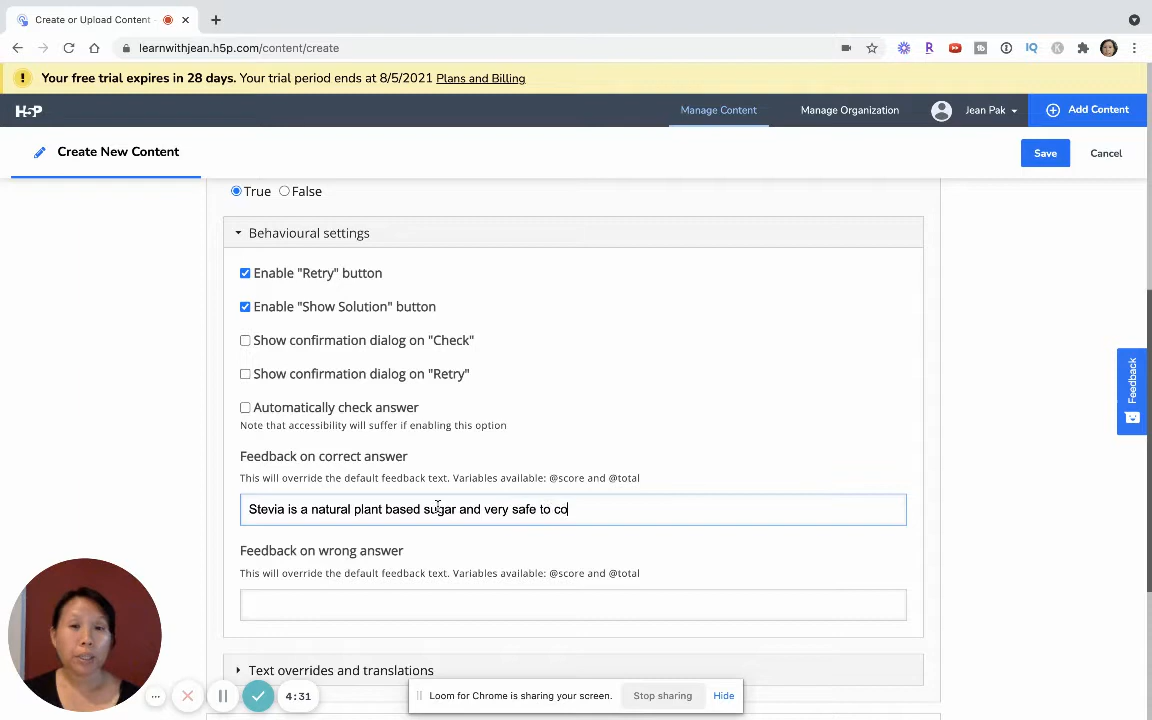 Create or Upload Content -
learnwithjean.h5p.com/content/create
Your free trial expires in 28 days. Your trial period ends at 8/5/2021 Plans and Billing
H5P
Manage Content
Manage Organization
Jean Pak
Add Content
Create New Content
Save
Cancel
True
False
Behavioural settings
Enable "Retry" button
Enable "Show Solution" button
Show confirmation dialog on "Check"
Show confirmation dialog on "Retry"
Automatically check answer
Note that accessibility will suffer if enabling this option
Feedback on correct answer
This will override the default feedback text. Variables available: @score and @total
Stevia is a natural plant based sugar and very safe to co
Feedback on wrong answer
This will override the default feedback text. Variables available: @score and @total
Text overrides and translations
Feedback
4:31
Loom for Chrome is sharing your screen.
Stop sharing
Hide